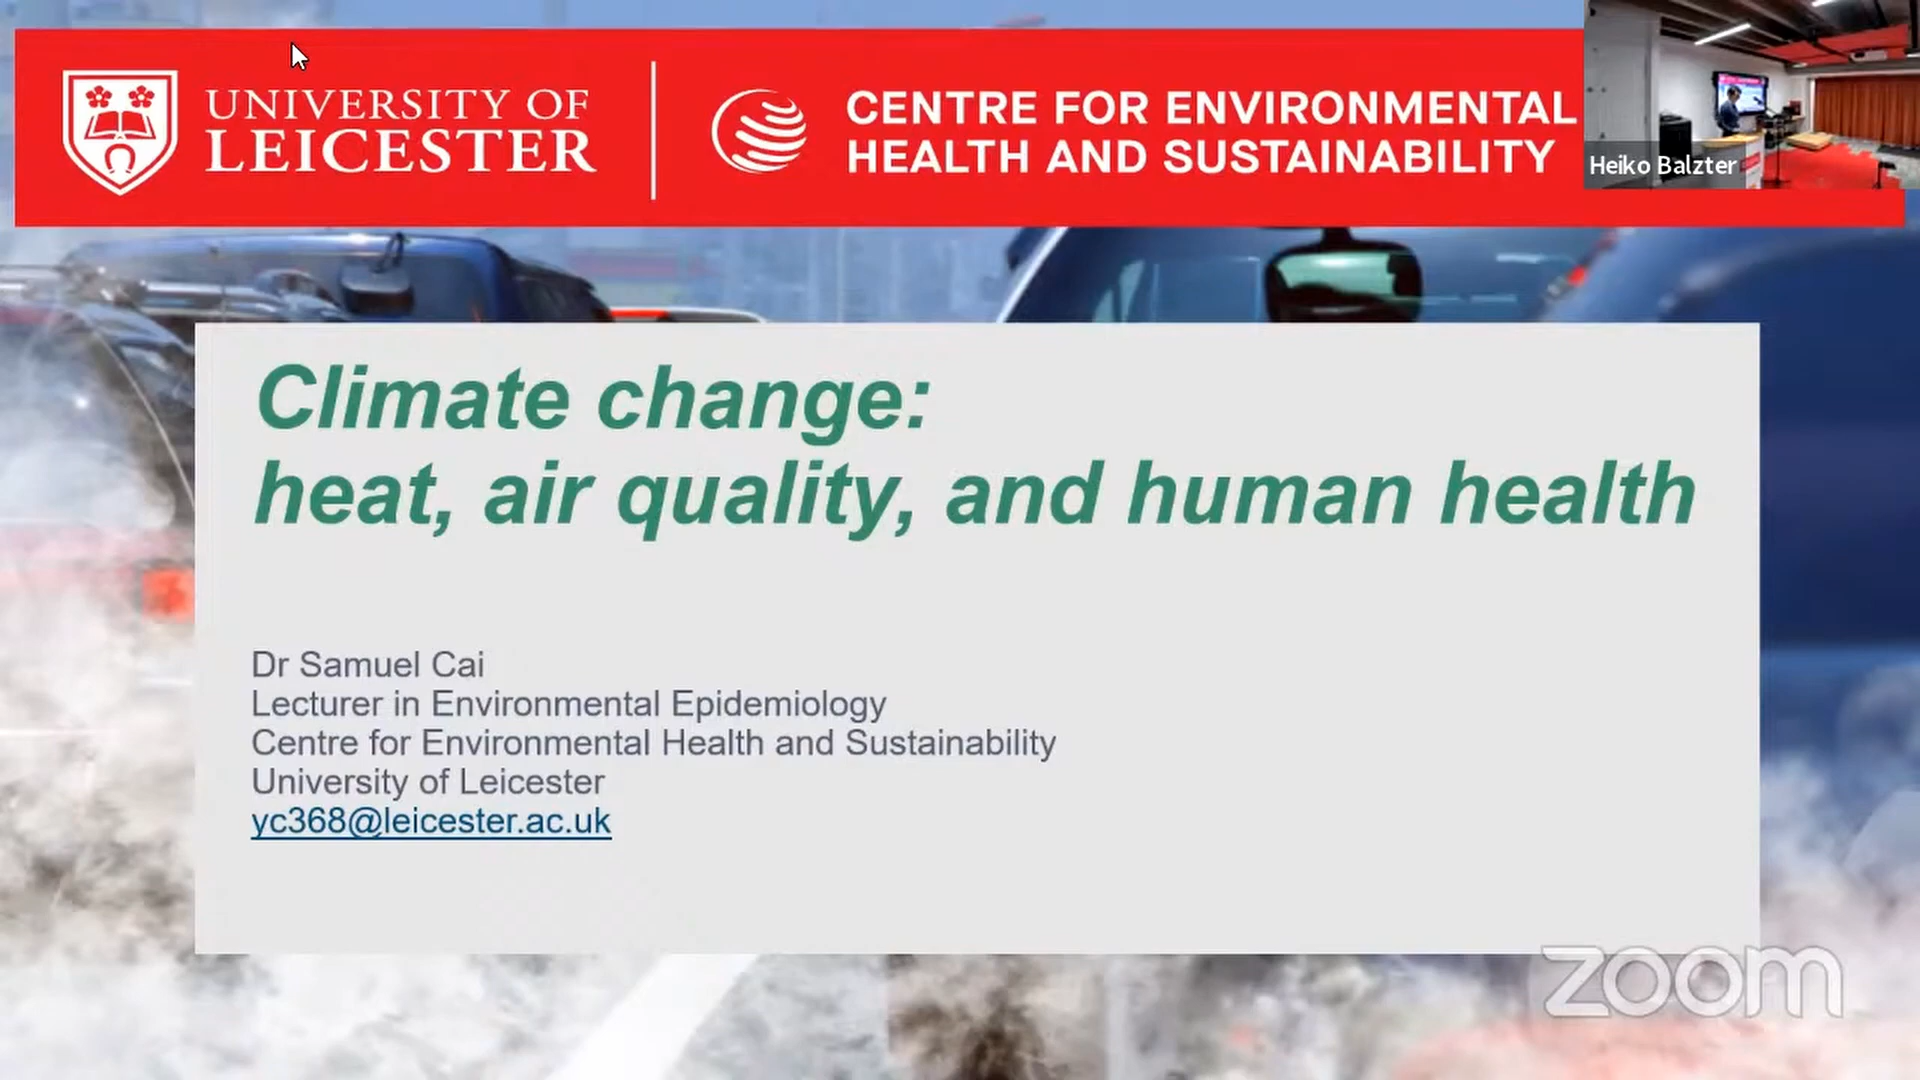 UNIVERSITY OF
LEICESTER
CENTRE FOR ENVIRONMENTAL
HEALTH AND SUSTAINABILITY
Heiko Balzter
Climate change:
heat, air quality, and human health
Dr Samuel Cai
Lecturer in Environmental Epidemiology
Centre for Environmental Health and Sustainability
University of Leicester
yc368@leicester.ac.uk
zoom